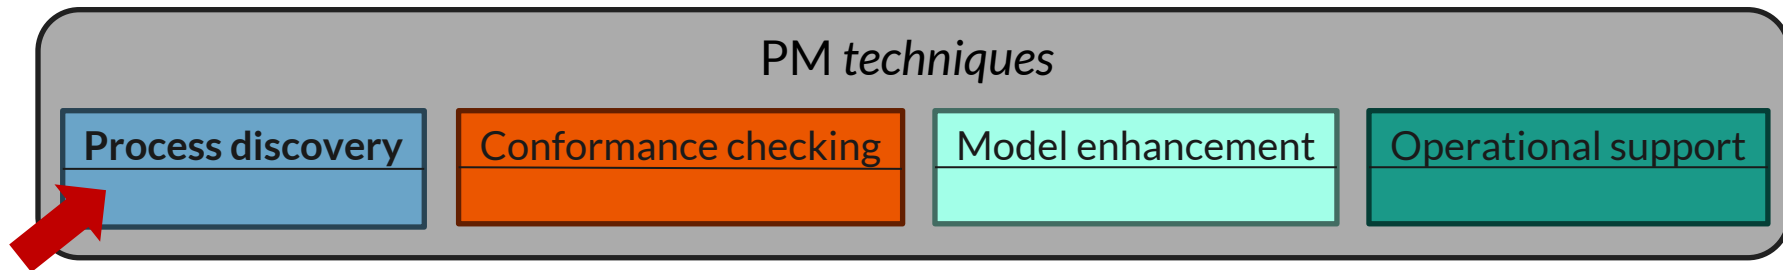 PM techniques
Process discovery
Conformance checking
Model enhancement
Operational support